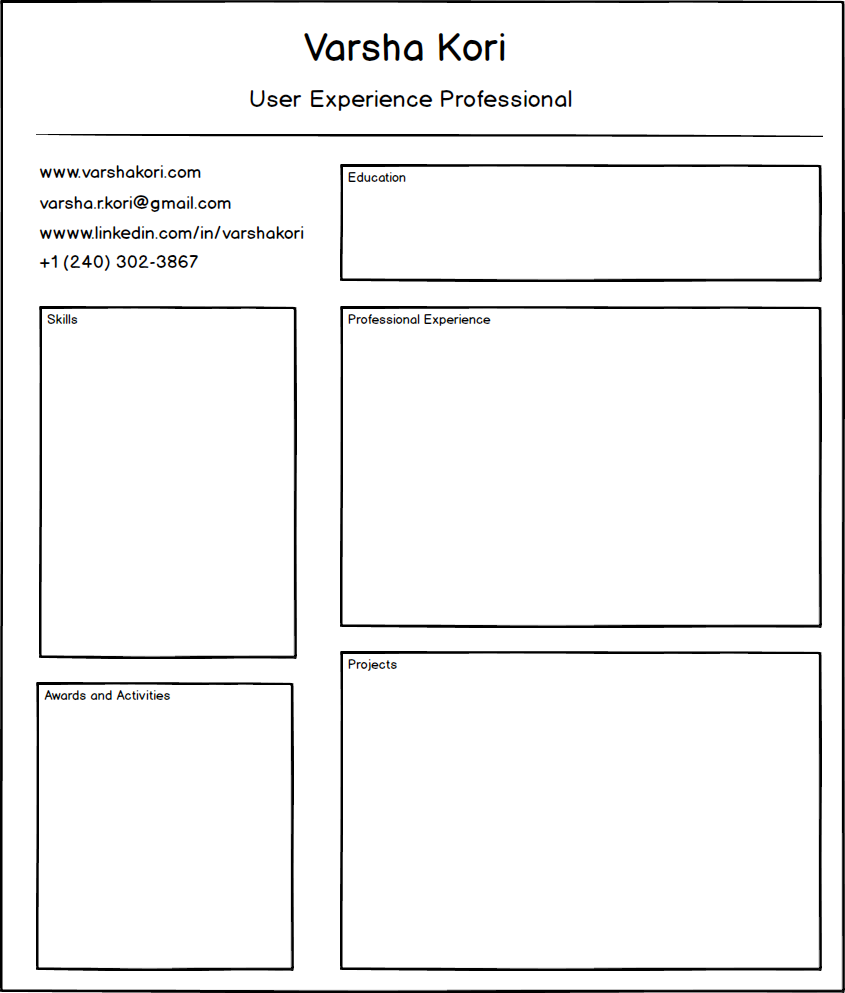 Varsha Kori
User Experience Professional
www.varshakori.com
varsha.r.kori@gmail.com
wwww.linkedin.com/in/varshakori
+1 (240) 302-3867
Education
Skills
Professional Experience
Awards and Activities
Projects